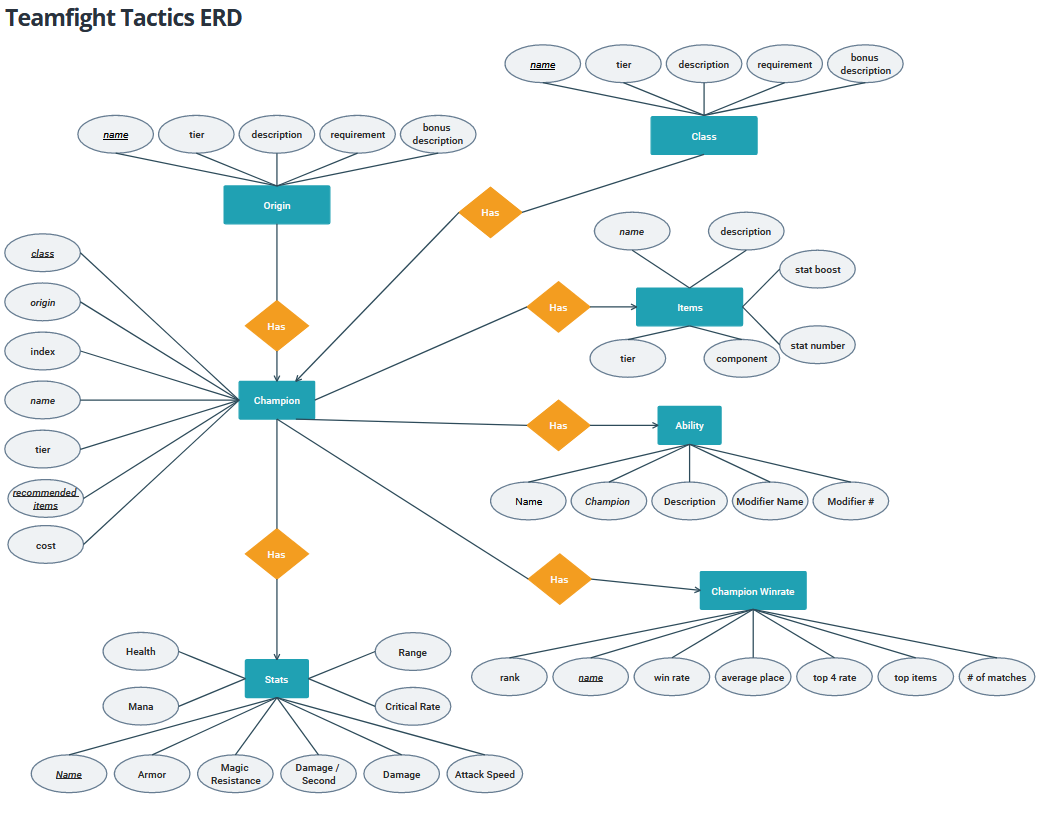 Teamfight Tactics ERD
name
tier
description
requirement
bonus
description
Class
name
tier
description
requirement
bonus
description
Origin
Has
name
description
stat boost
Items
stat number
tier
component
Has
class
origin
index
name
tier
recommended
items
cost
Has
Champion
Has
Ability
Name
Champion
Description
Modifier Name
Modifier #
Has
Has
Champion Winrate
rank
name
win rate
average place
top 4 rate
top items
# of matches
Health
Range
Stats
Mana
Critical Rate
Name
Armor
Magic
Resistance
Damage /
Second
Damage
Attack Speed